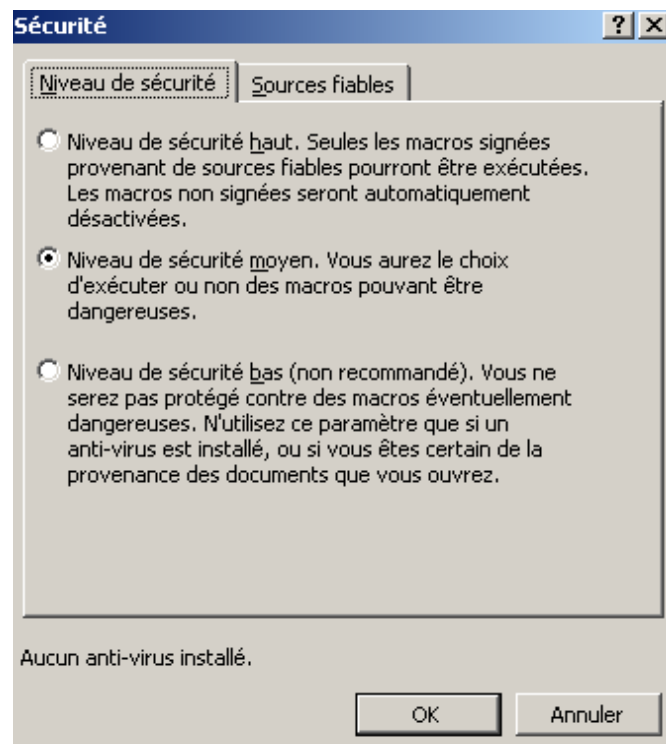 Sécurité
Niveau de sécurité
Sources fiables
Niveau de sécurité haut. Seules les macros signées
provenant de sources fiables pourront être exécutées.
Les macros non signées seront automatiquement
désactivées.
Niveau de sécurité moyen. Vous aurez le choix
d'exécuter ou non des macros pouvant être
dangereuses.
Niveau de sécurité bas (non recommandé). Vous ne
serez pas protégé contre des macros éventuellement
dangereuses. N'utilisez ce paramètre que si un
anti-virus est installé, ou si vous êtes certain de la
provenance des documents que vous ouvrez.
Aucun anti-virus installé.
OK
Annuler